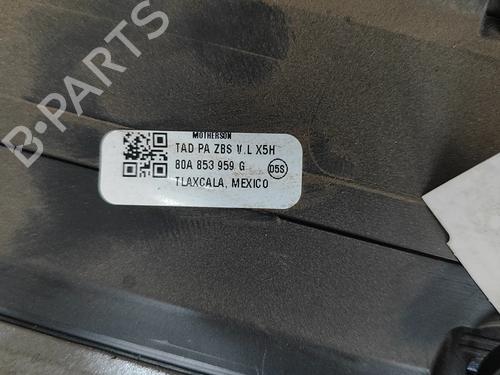 MOTHERSON
TAD PA ZBS V.L X5H
80A 853 959 G
D5S
TLAXCALA, MEXICO
B-PARTS